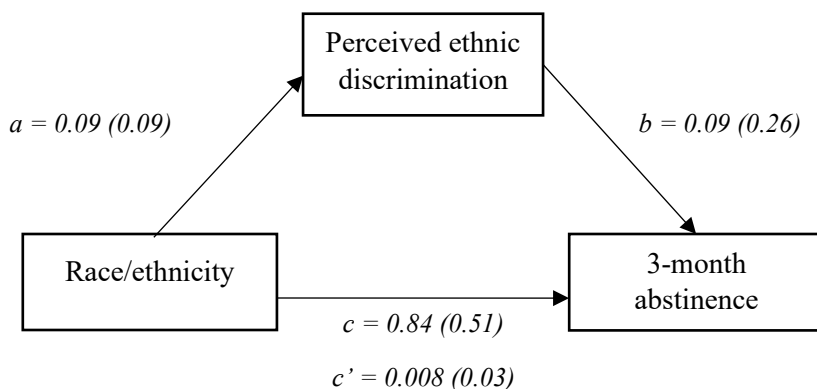 Perceived ethnic
discrimination
a = 0.09 (0.09)
b = 0.09 (0.26)
Race/ethnicity
3-month
abstinence
c = 0.84 (0.51)
c’ = 0.008 (0.03)